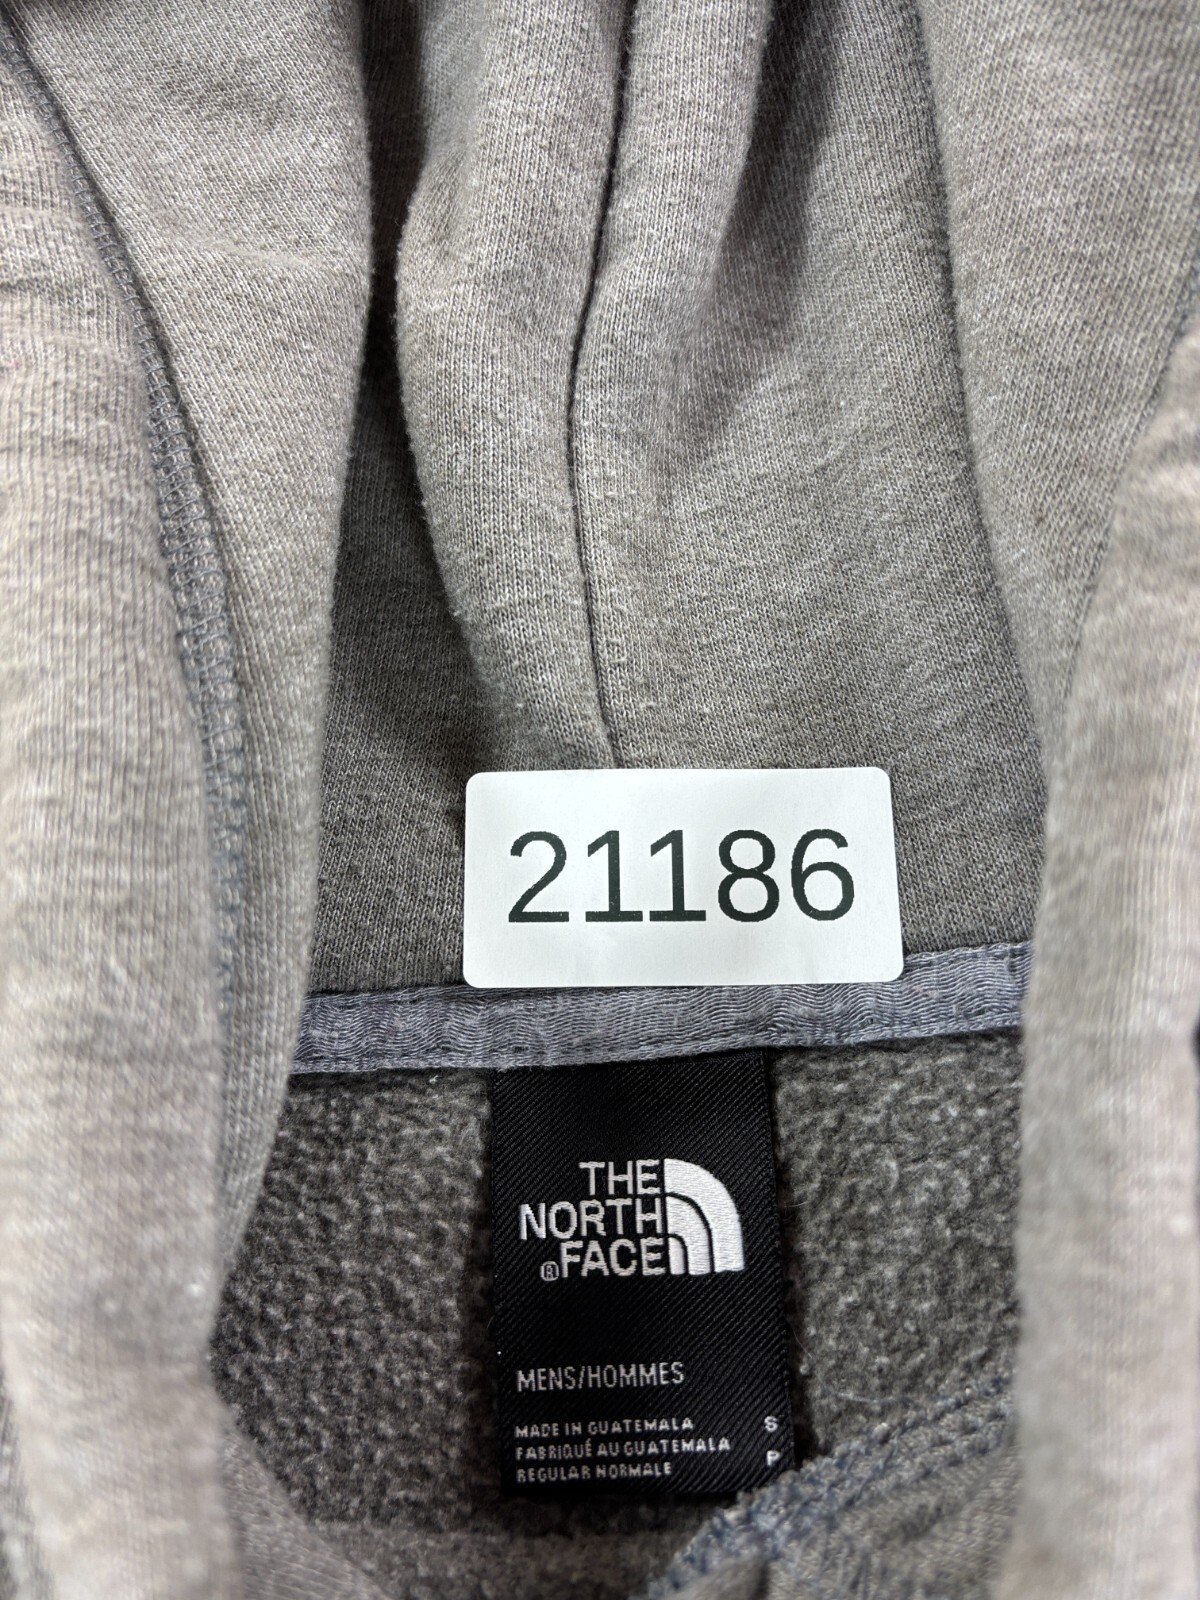 21186
THE
NORTH
®FACE
MENS/HOMMES
MADE IN GUATEMALA S
FABRIQUÉ AU GUATEMALA P
REGULAR NORMALE